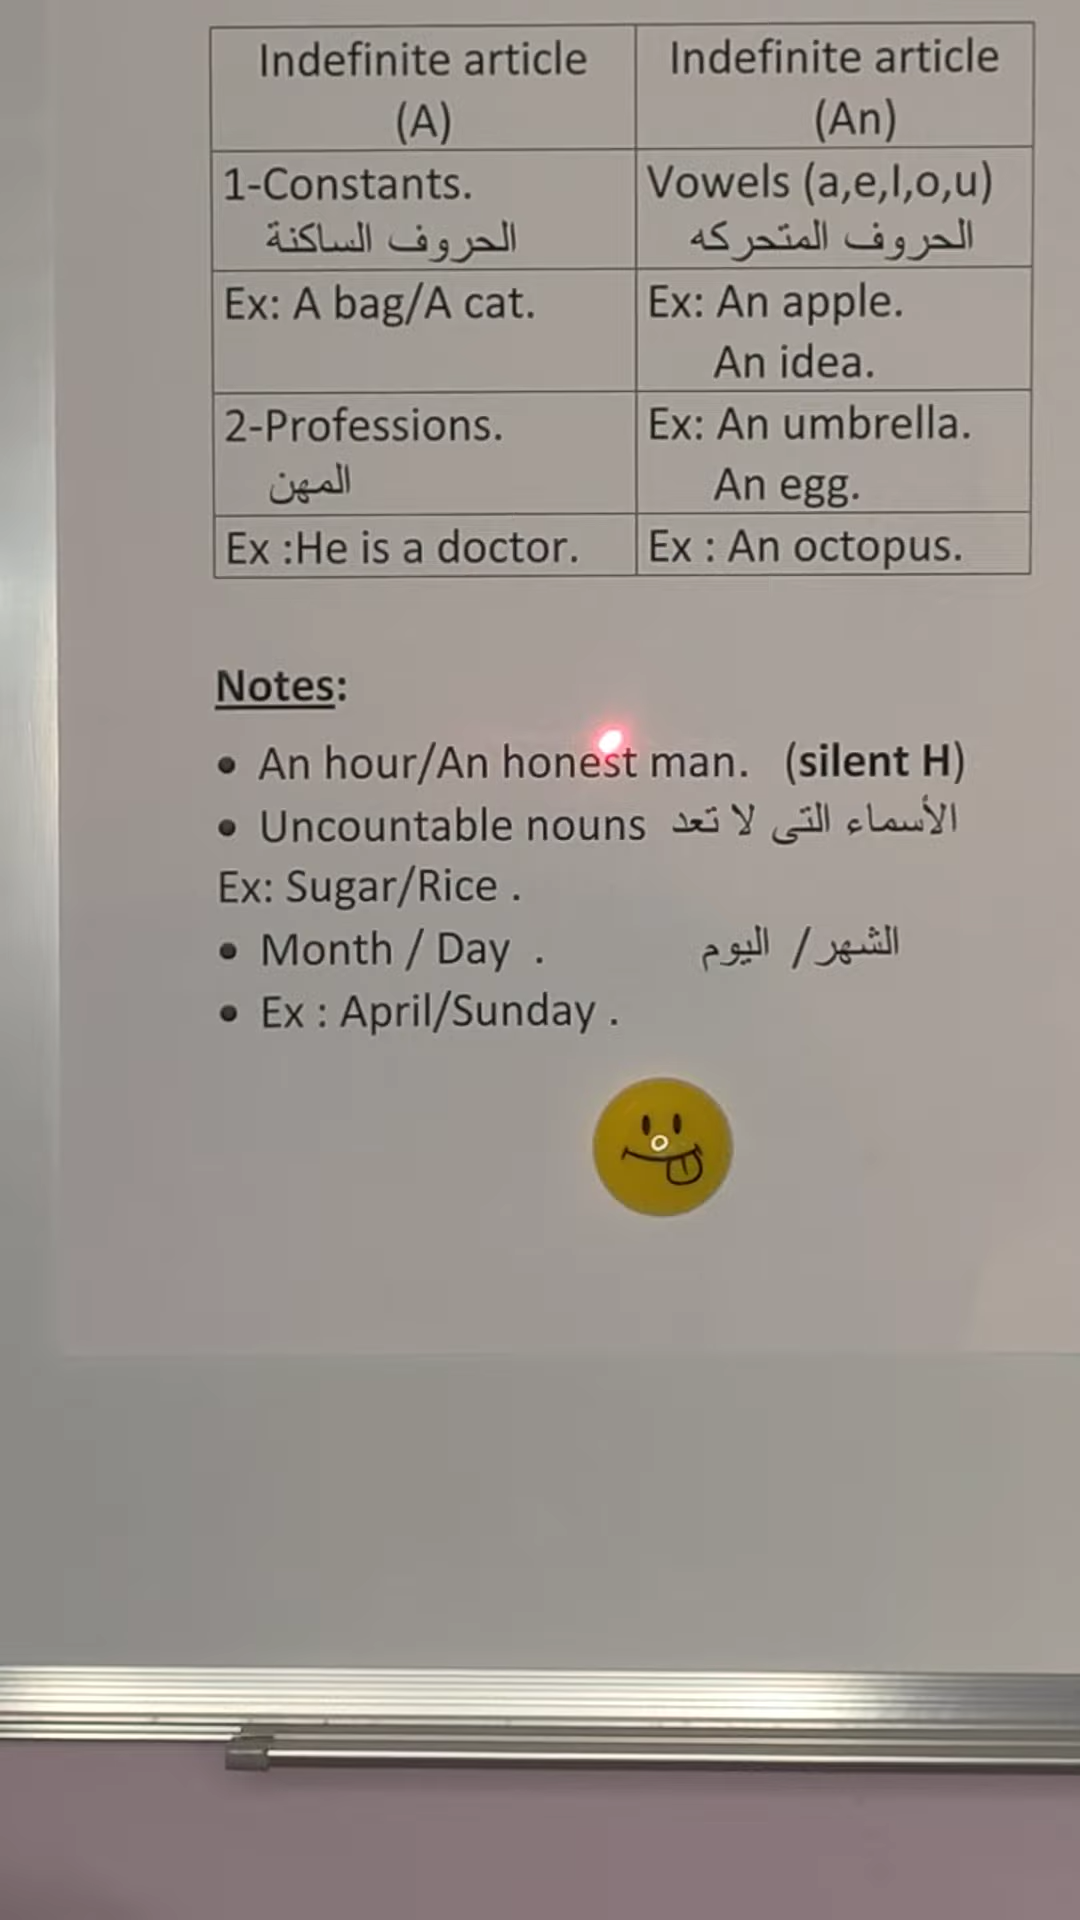 Indefinite article
(A)
Indefinite article
(An)
1-Constants.
الحروف الساكنة
Vowels (a,e,I,o,u)
الحروف المتحركه
Ex: A bag/A cat.
Ex: An apple.
An idea.
2-Professions.
المهن
Ex: An umbrella.
An egg.
Ex :He is a doctor.
Ex : An octopus.
Notes:
• An hour/An honest man. (silent H)
• Uncountable nouns الأسماء التى لا تعد
Ex: Sugar/Rice .
• Month / Day . الشهر/ اليوم
• Ex : April/Sunday .